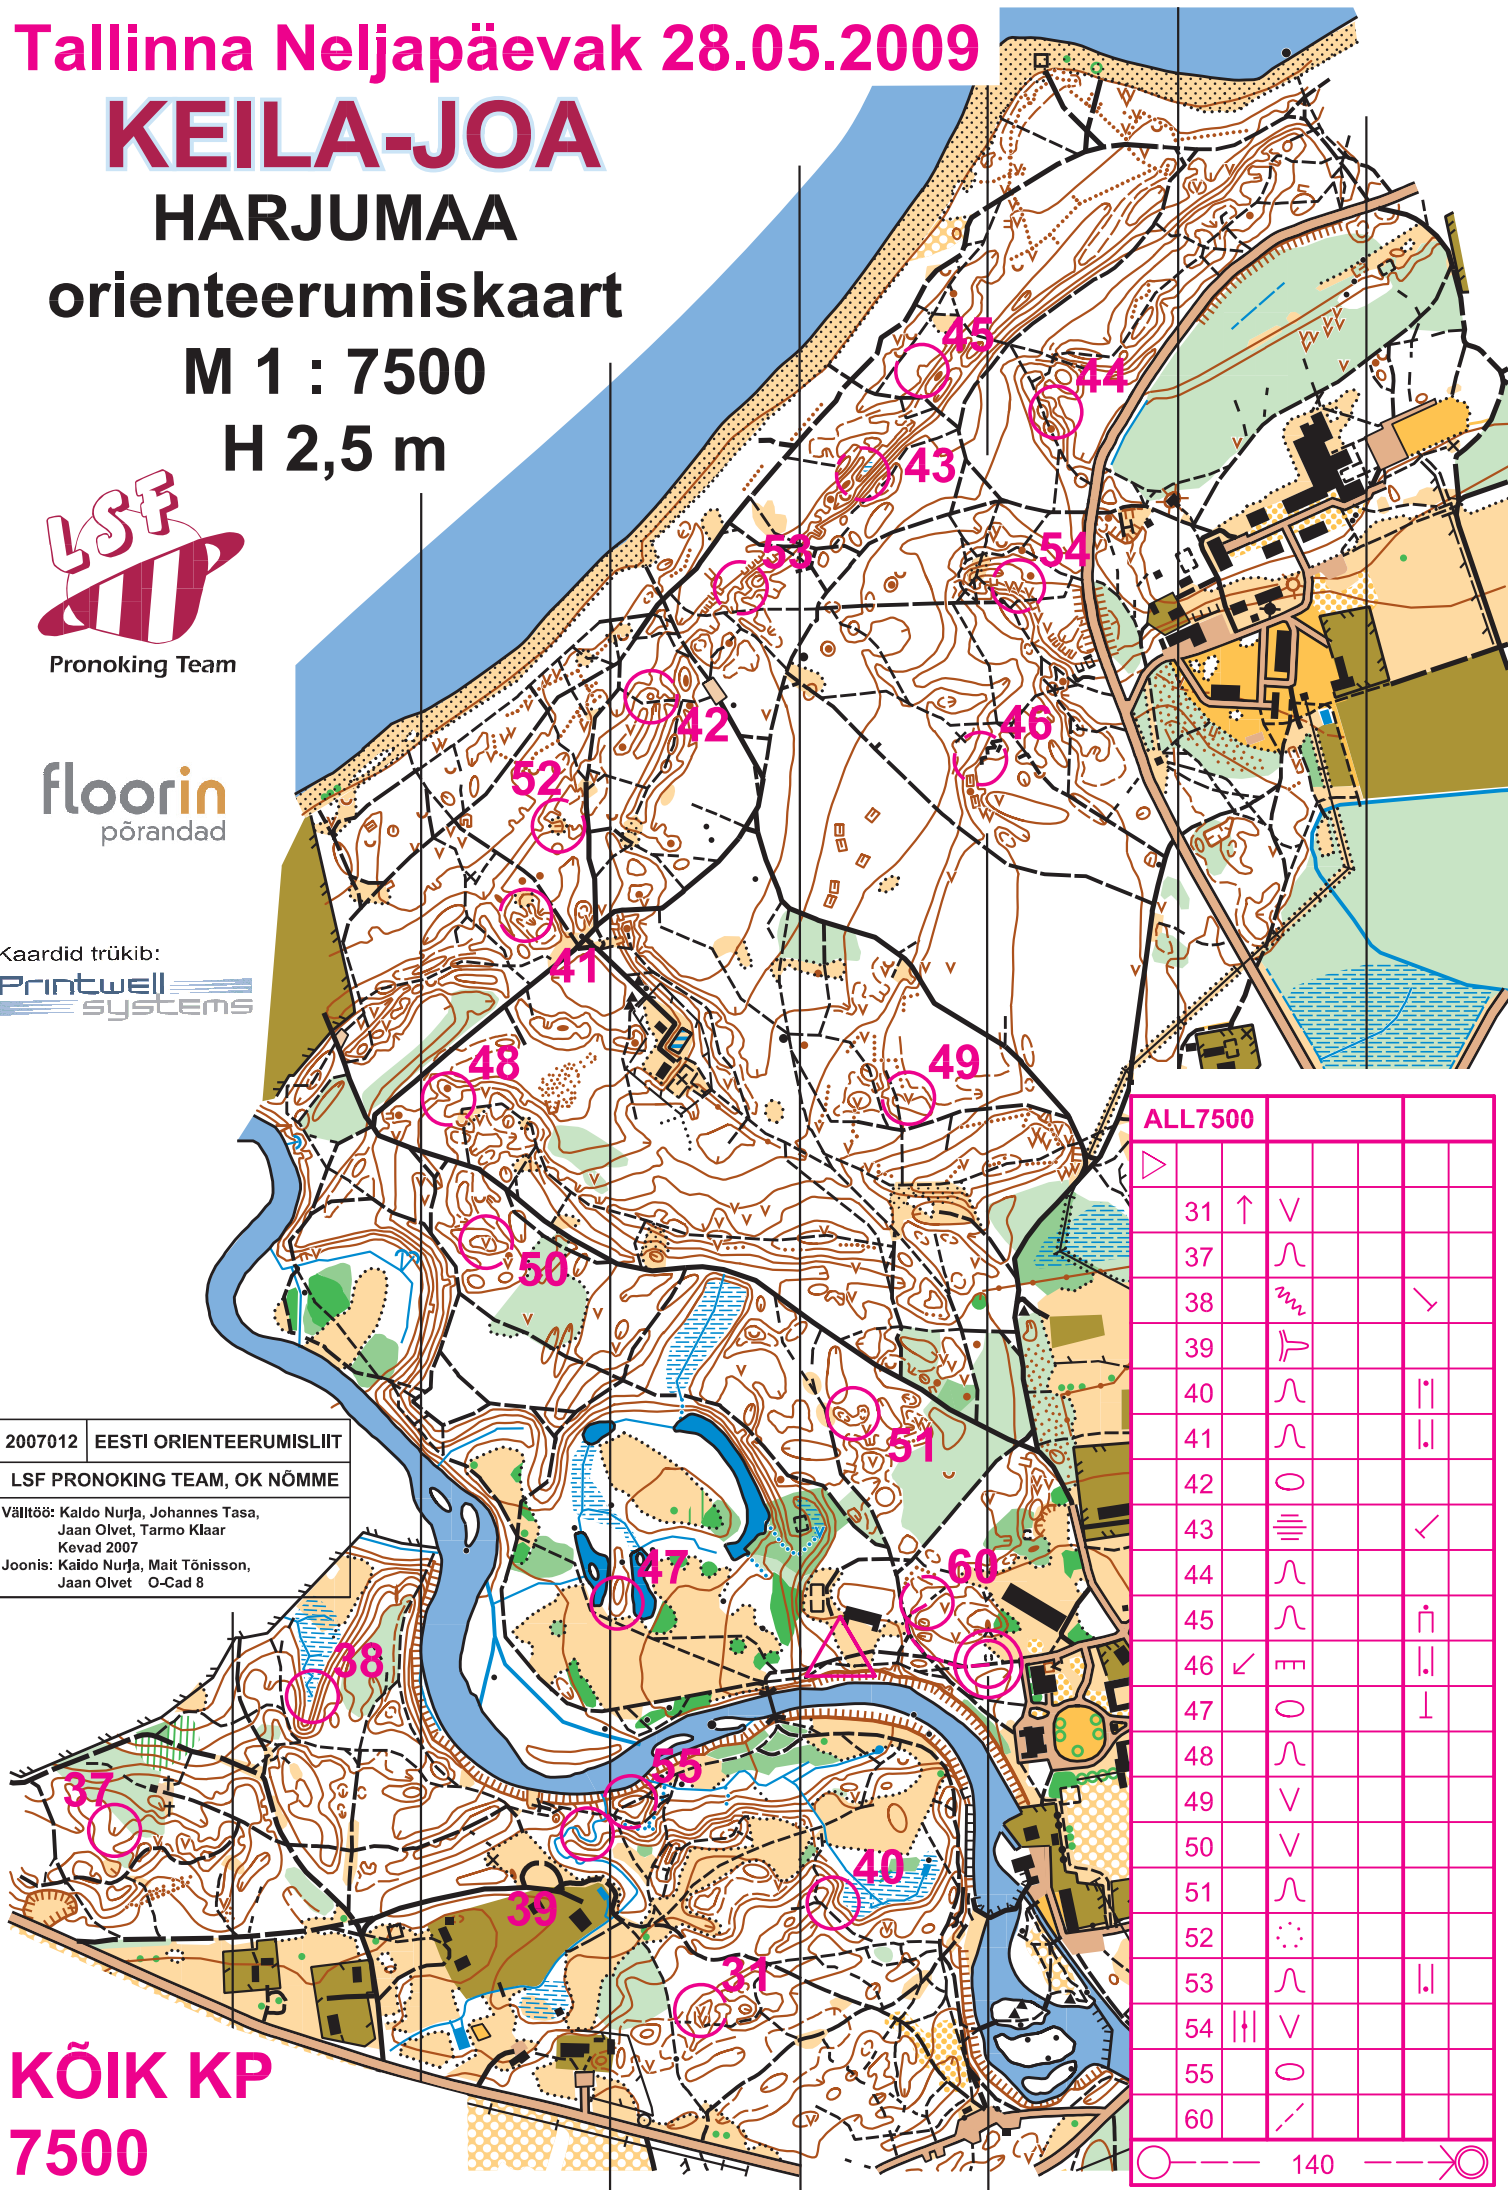 Tallinna Neljapäevak 28.05.2009
KEILA-JOA
HARJUMAA
orienteerumiskaart
M 1 : 7500
H 2,5 m
LSF
Pronoking Team
floorin
põrandad
Kaardid trükib:
Printwell
systems
45
44
43
53
54
42
46
52
41
48
49
50
51
47
60
38
37
55
39
40
31
2007012 EESTI ORIENTEERUMISLIIT
LSF PRONOKING TEAM, OK NÕMME
Välitöö: Kaido Nurja, Johannes Tasa,
Jaan Olvet, Tarmo Klaar
Kevad 2007
Joonis: Kaido Nurja, Mait Tõnisson,
Jaan Olvet O-Cad 8
KÕIK KP
7500
ALL7500
31
37
38
39
40
41
42
43
44
45
46
47
48
49
50
51
52
53
54
55
60
140